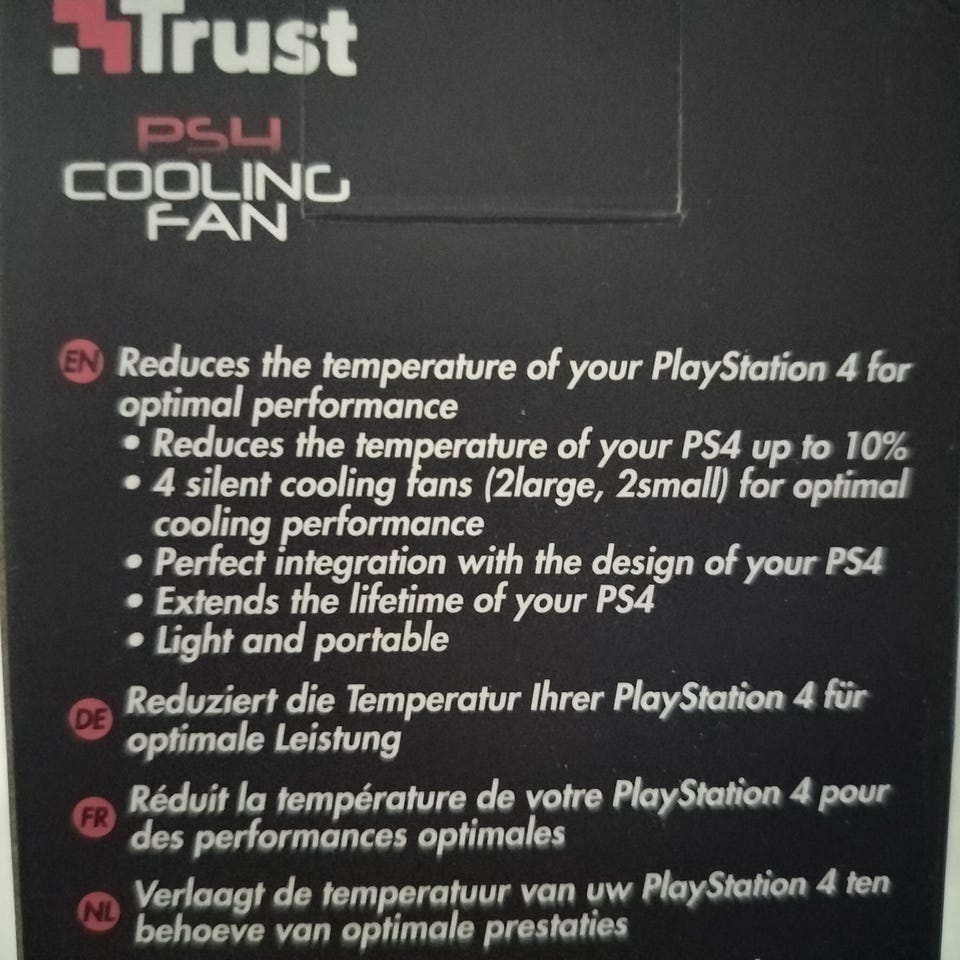 Trust
PS4
COOLING
FAN
EN Reduces the temperature of your PlayStation 4 for
optimal performance
• Reduces the temperature of your PS4 up to 10%
• 4 silent cooling fans (2large, 2small) for optimal
cooling performance
• Perfect integration with the design of your PS4
• Extends the lifetime of your PS4
• Light and portable
DE Reduziert die Temperatur Ihrer PlayStation 4 für
optimale Leistung
FR Réduit la température de votre PlayStation 4 pour
des performances optimales
NL Verlaagt de temperatuur van uw PlayStation 4 ten
behoeve van optimale prestaties